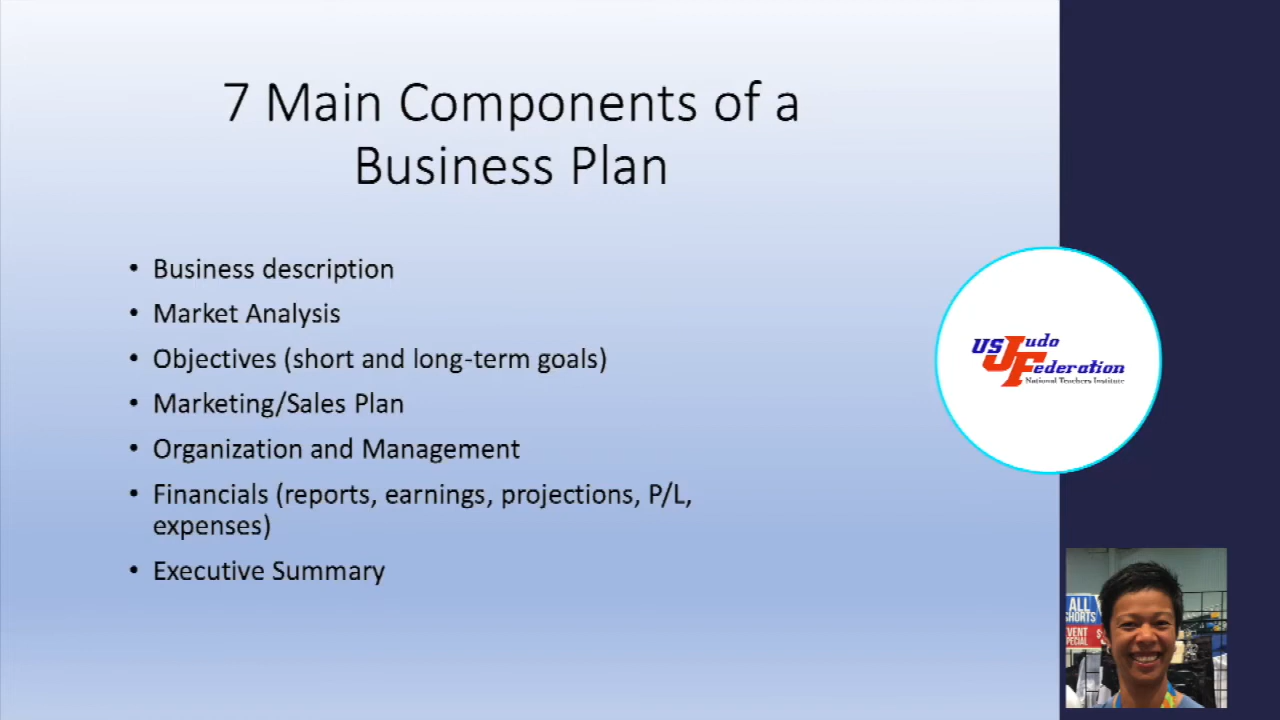 7 Main Components of a
Business Plan
• Business description
• Market Analysis
• Objectives (short and long-term goals)
• Marketing/Sales Plan
• Organization and Management
• Financials (reports, earnings, projections, P/L,
expenses)
• Executive Summary
US Judo
Federation
National Teachers Institute
ALL
SHORTS
EVENT
SPECIAL